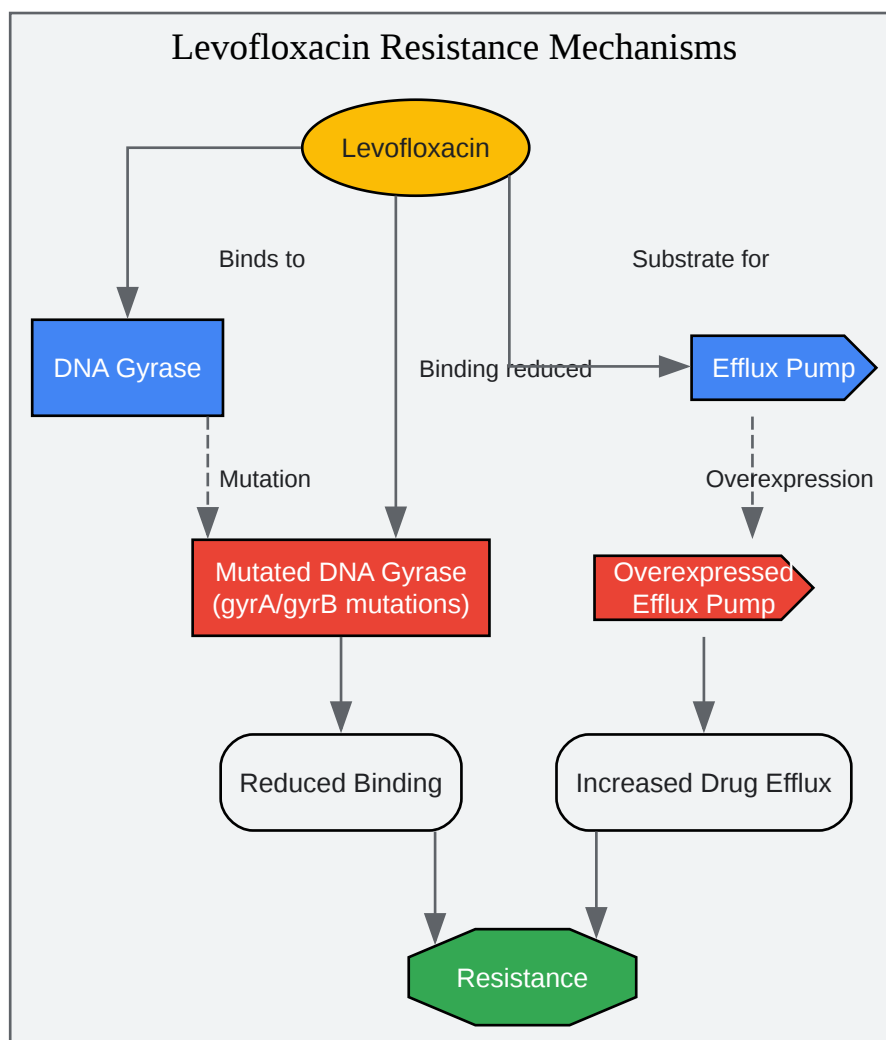 Levofloxacin Resistance Mechanisms
Levofloxacin
Binds to
Substrate for
DNA Gyrase
Binding reduced
Efflux Pump
Mutation
Overexpression
Mutated DNA Gyrase
(gyrA/gyrB mutations)
Overexpressed
Efflux Pump
Reduced Binding
Increased Drug Efflux
Resistance